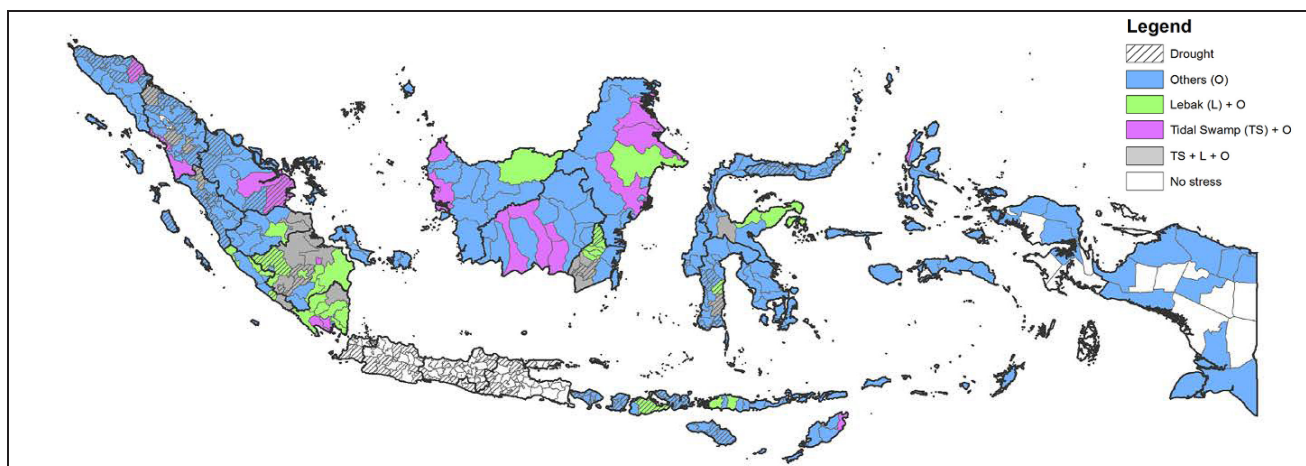 Legend
Drought
Others (O)
Lebak (L) + O
Tidal Swamp (TS) + O
TS + L + O
No stress